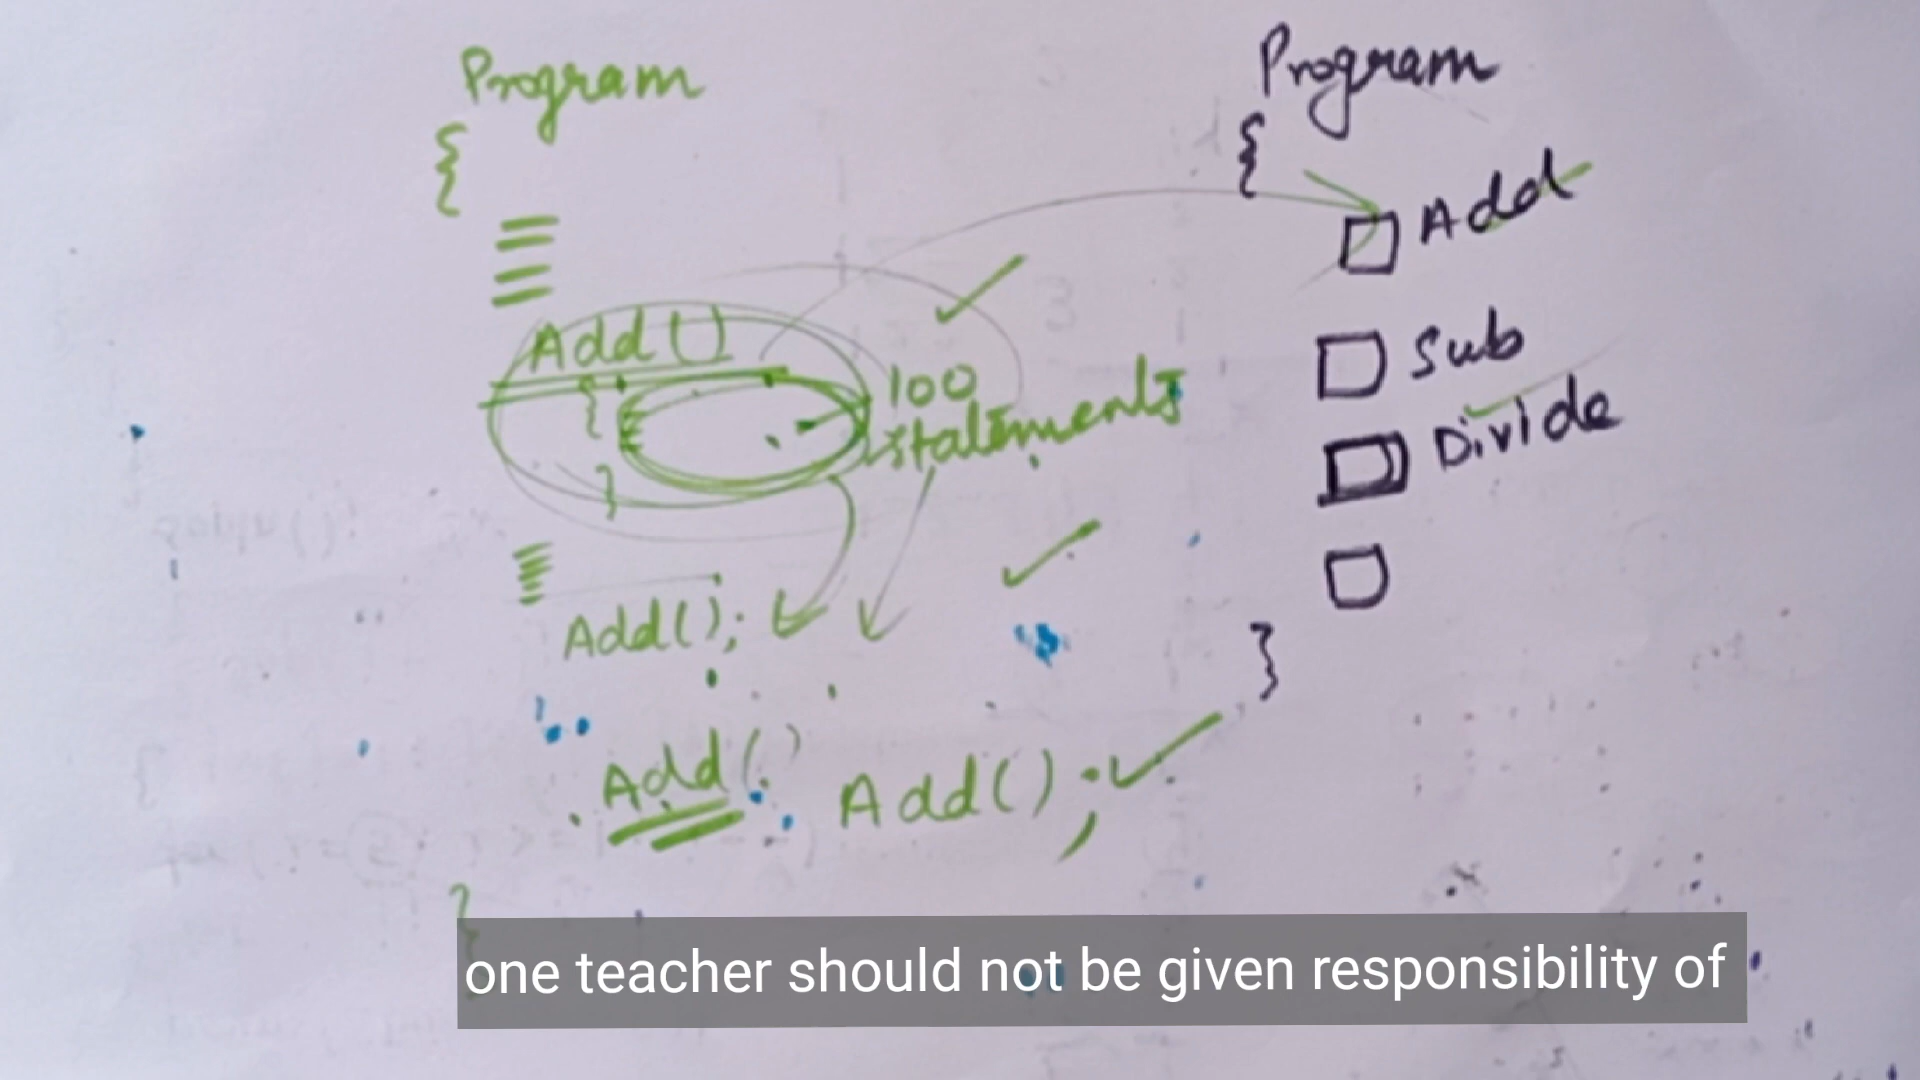 Program
{
Add()
{
100
statements
}
Add();
Add()
Add();
}
Program
{
Add
Sub
Divide
}
one teacher should not be given responsibility of